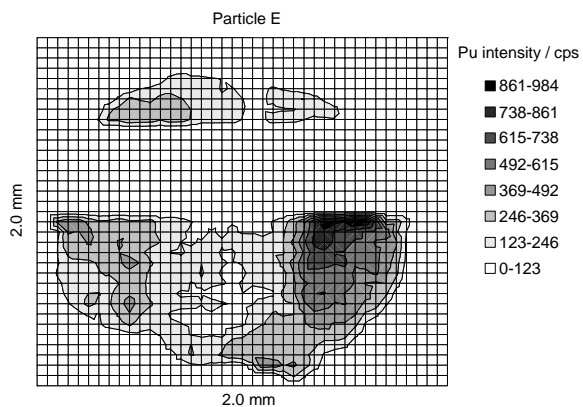 Particle E
Pu intensity / cps
861-984
738-861
615-738
492-615
369-492
246-369
123-246
0-123
2.0 mm
2.0 mm